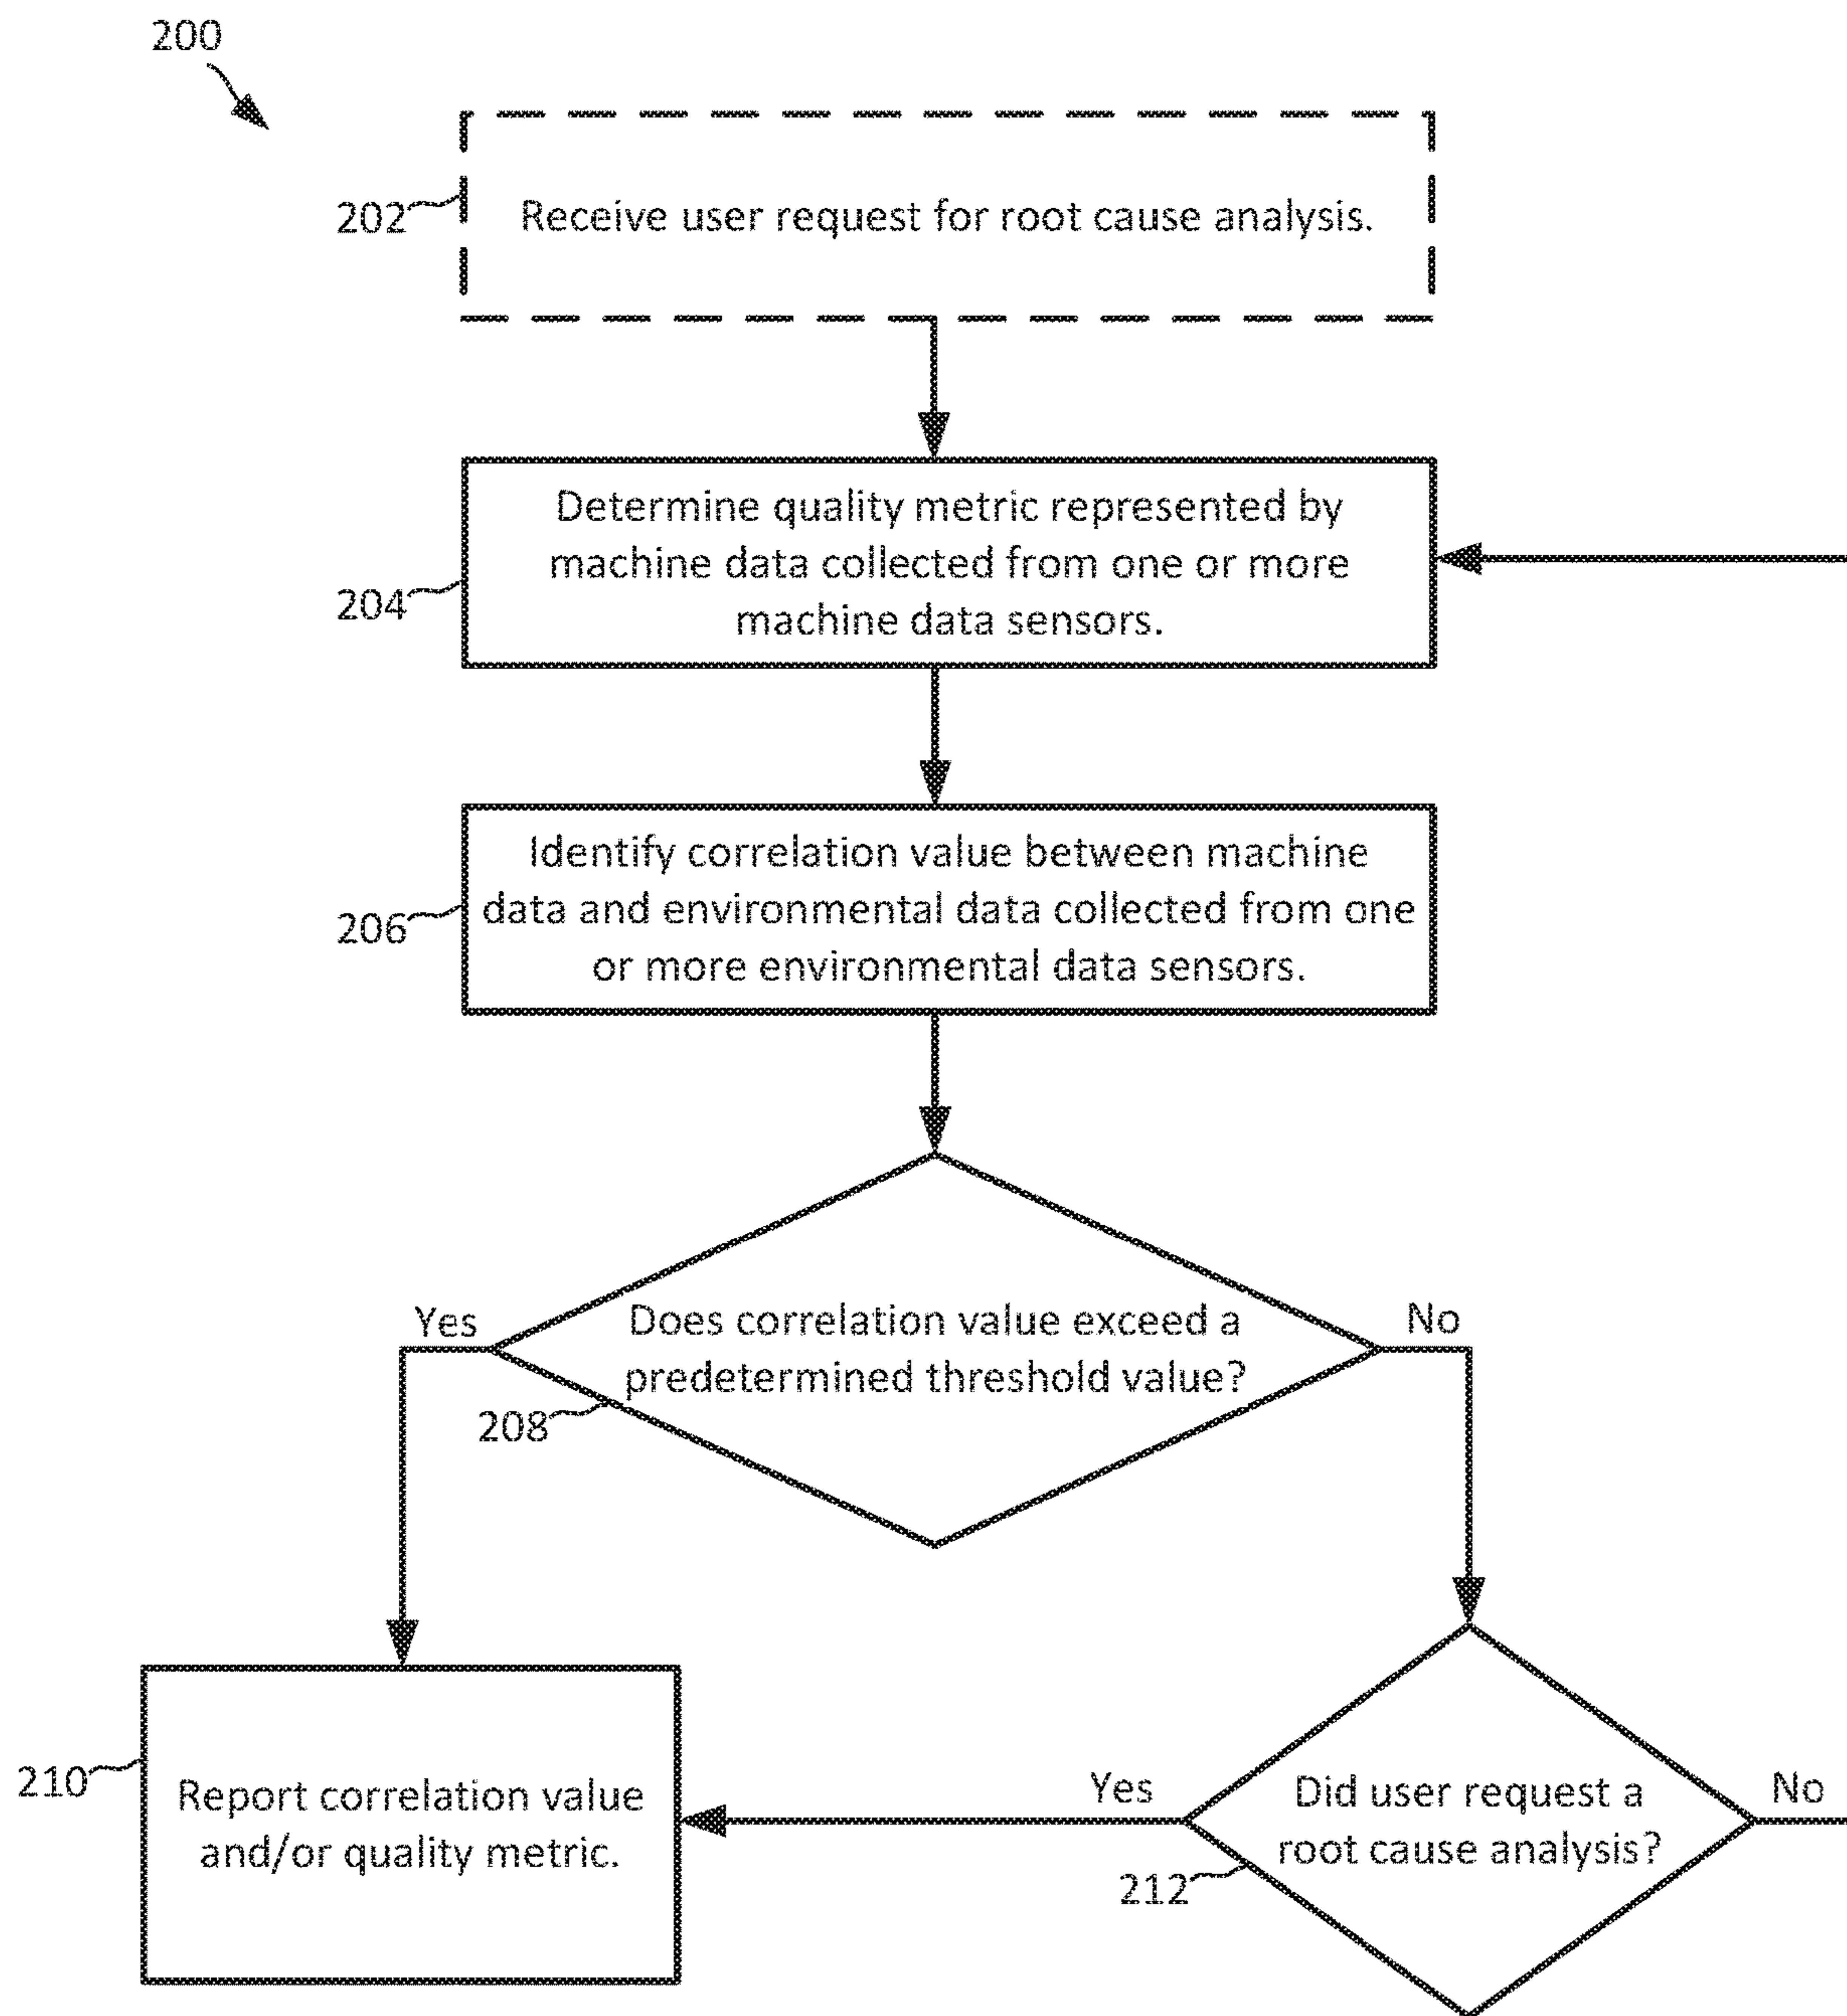 200
202
Receive user request for root cause analysis.
204
Determine quality metric represented by
machine data collected from one or more
machine data sensors.
206
Identify correlation value between machine
data and environmental data collected from one
or more environmental data sensors.
Yes
No
Does correlation value exceed a
predetermined threshold value?
208
210
Report correlation value
and/or quality metric.
Yes
No
Did user request a
root cause analysis?
212